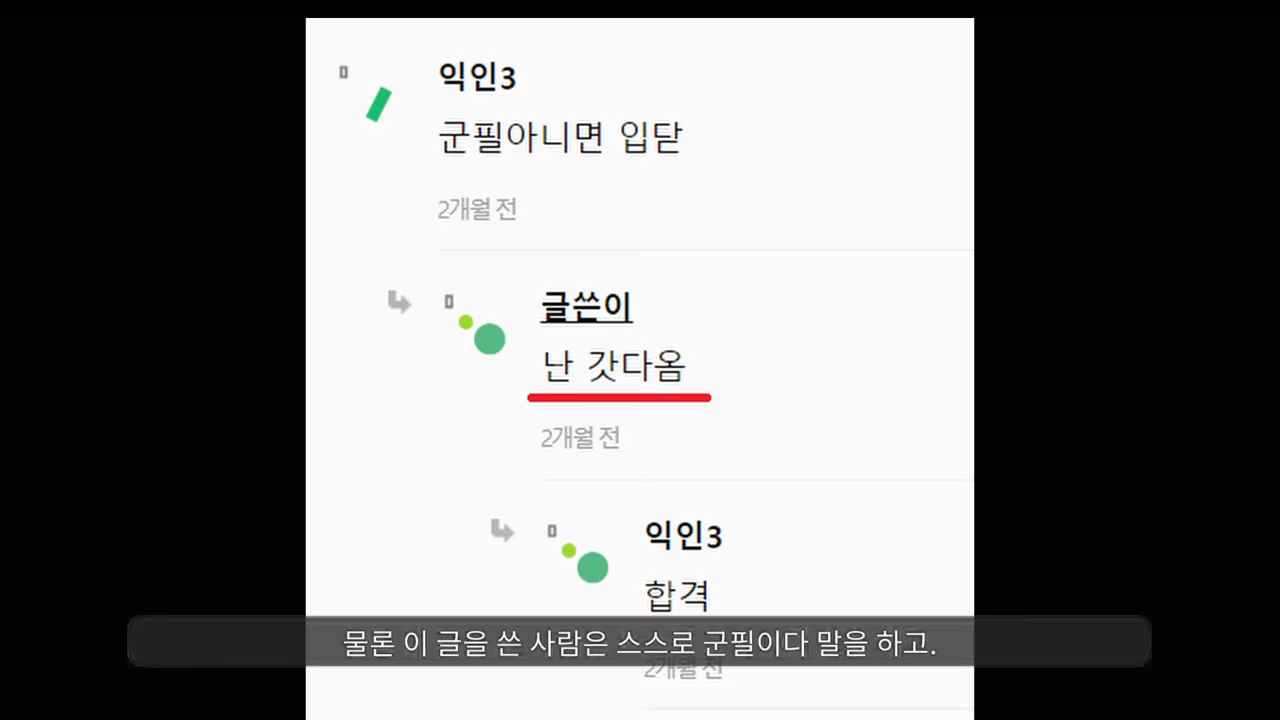 익인3
군필아니면 입닫
2개월 전
글쓴이
난 갓다옴
2개월 전
익인3
합격
물론 이 글을 쓴 사람은 스스로 군필이다 말을 하고.
2개월 전